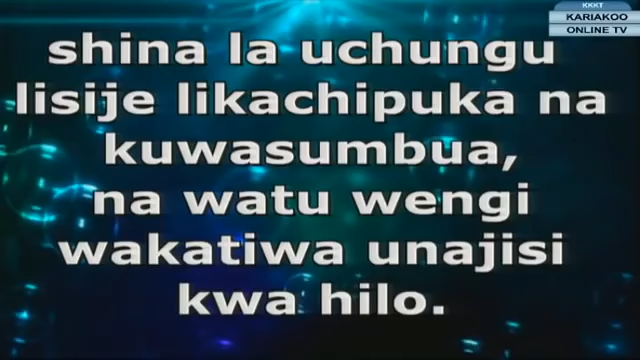 KKKT
KARIAKOO
ONLINE TV
shina la uchungu
lisije likachipuka na
kuwasumbua,
na watu wengi
wakatiwa unajisi
kwa hilo.